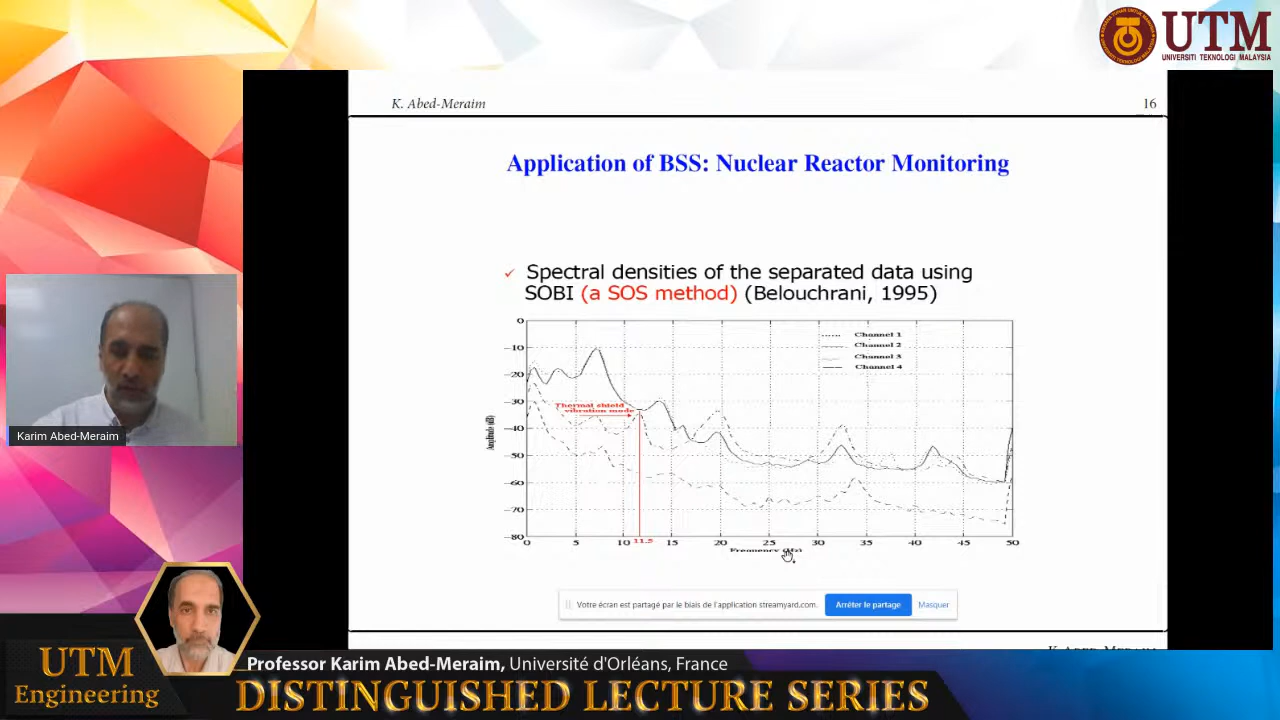 UTM
UNIVERSITI TEKNOLOGI MALAYSIA
K. Abed-Meraim
16
Application of BSS: Nuclear Reactor Monitoring
✓ Spectral densities of the separated data using
SOBI (a SOS method) (Belouchrani, 1995)
0
-10
-20
-30
-40
-50
-60
-70
-80
Amplitude (dB)
Channel 1
Channel 2
Channel 3
Channel 4
Thermal shield
vibration mode
0 5 10 11.5 15 20 25 30 35 40 45 50
Frequency (Hz)
Karim Abed-Meraim
Votre écran est partagé par le biais de l'application streamyard.com.
Arrêter le partage
Masquer
UTM
Engineering
Professor Karim Abed-Meraim, Université d'Orléans, France
DISTINGUISHED LECTURE SERIES